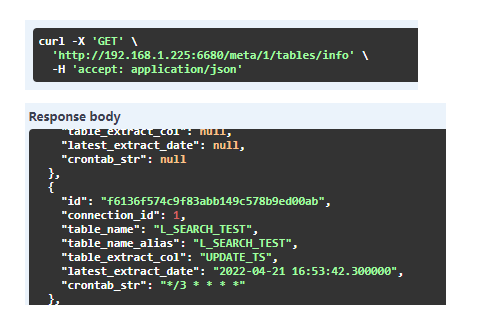 curl -X 'GET' \
'http://192.168.1.225:6680/meta/1/tables/info' \
-H 'accept: application/json'
Response body
"table_extract_col": null,
"latest_extract_date": null,
"crontab_str": null
},
{
"id": "f6136f574c9f83abb149c578b9ed00ab",
"connection_id": 1,
"table_name": "L_SEARCH_TEST",
"table_name_alias": "L_SEARCH_TEST",
"table_extract_col": "UPDATE_TS",
"latest_extract_date": "2022-04-21 16:53:42.300000",
"crontab_str": "*/3 * * * *"
},